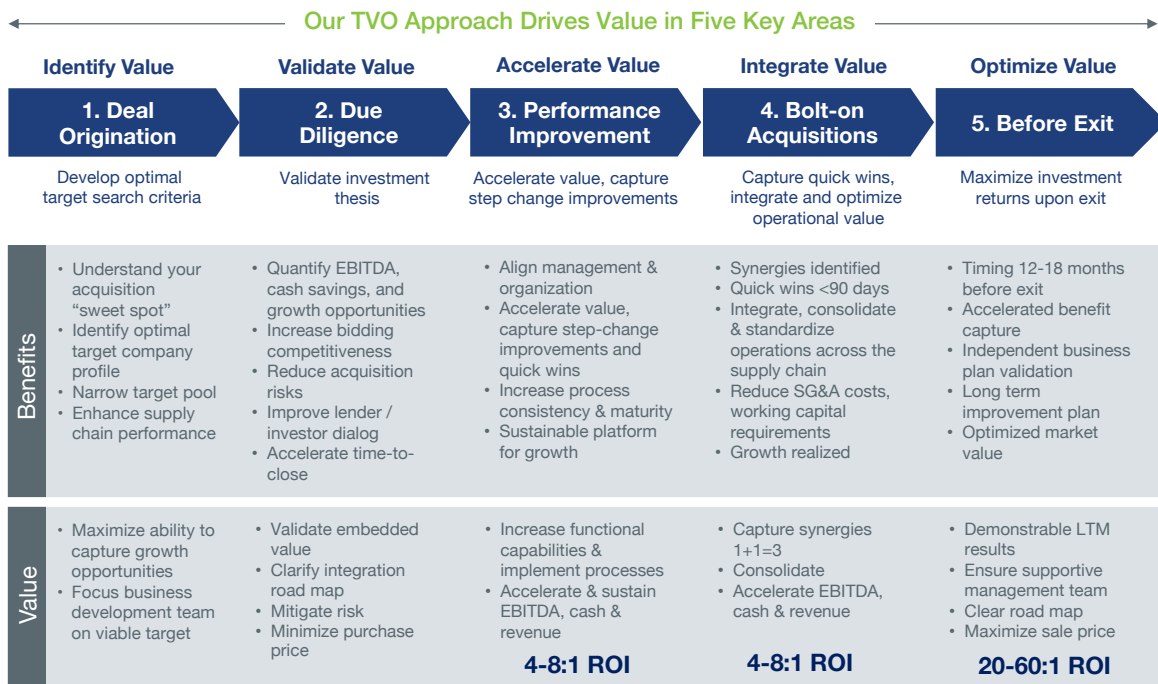 Our TVO Approach Drives Value in Five Key Areas
Identify Value
Validate Value
Accelerate Value
Integrate Value
Optimize Value
1. Deal
Origination
2. Due
Diligence
3. Performance
Improvement
4. Bolt-on
Acquisitions
5. Before Exit
Develop optimal
target search criteria
Validate investment
thesis
Accelerate value, capture
step change improvements
Capture quick wins,
integrate and optimize
operational value
Maximize investment
returns upon exit
Benefits
• Understand your
acquisition
“sweet spot”
• Identify optimal
target company
profile
• Narrow target pool
• Enhance supply
chain performance
• Quantify EBITDA,
cash savings, and
growth opportunities
• Increase bidding
competitiveness
• Reduce acquisition
risks
• Improve lender /
investor dialog
• Accelerate time-to-
close
• Align management &
organization
• Accelerate value,
capture step-change
improvements and
quick wins
• Increase process
consistency & maturity
• Sustainable platform
for growth
• Synergies identified
• Quick wins <90 days
• Integrate, consolidate
& standardize
operations across the
supply chain
• Reduce SG&A costs,
working capital
requirements
• Growth realized
• Timing 12-18 months
before exit
• Accelerated benefit
capture
• Independent business
plan validation
• Long term
improvement plan
• Optimized market
value
Value
• Maximize ability to
capture growth
opportunities
• Focus business
development team
on viable target
• Validate embedded
value
• Clarify integration
road map
• Mitigate risk
• Minimize purchase
price
• Increase functional
capabilities &
implement processes
• Accelerate & sustain
EBITDA, cash &
revenue
4-8:1 ROI
• Capture synergies
1+1=3
• Consolidate
• Accelerate EBITDA,
cash & revenue
4-8:1 ROI
• Demonstrable LTM
results
• Ensure supportive
management team
• Clear road map
• Maximize sale price
20-60:1 ROI